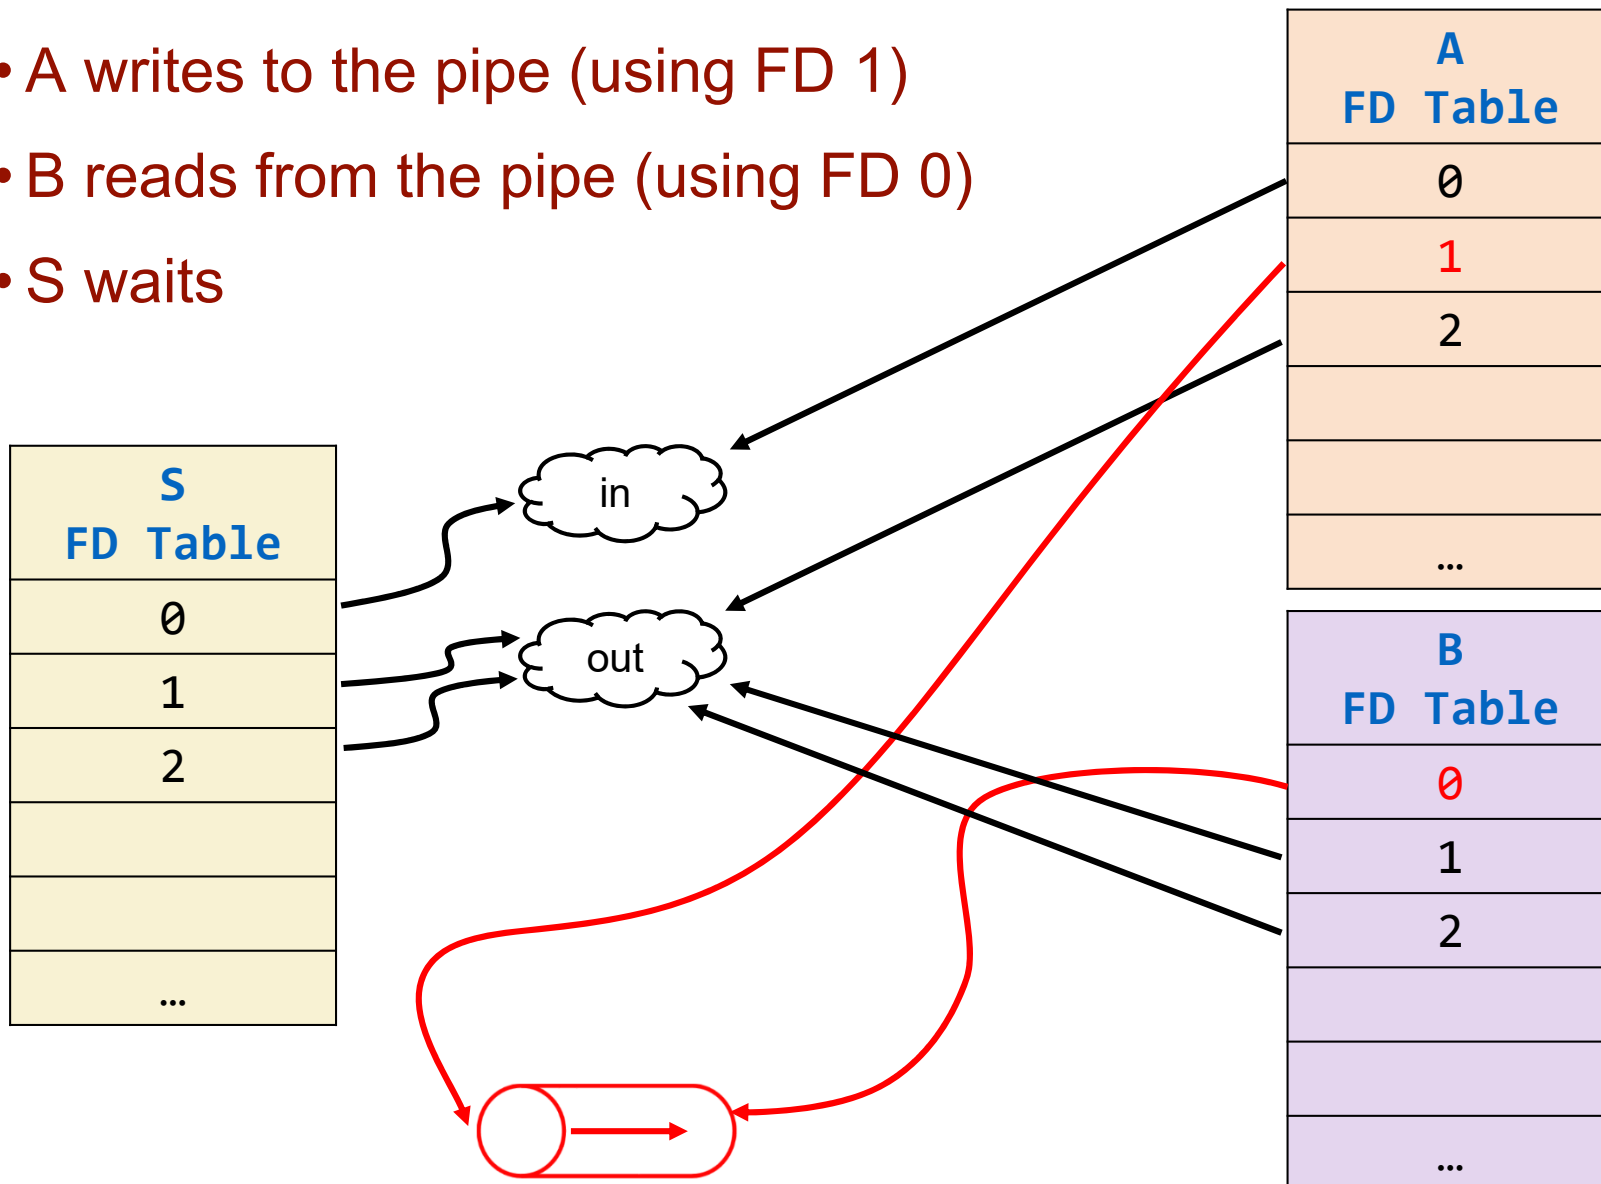 • A writes to the pipe (using FD 1)
• B reads from the pipe (using FD 0)
• S waits
S
FD Table
0
1
2
…
in
out
A
FD Table
0
1
2
…
B
FD Table
0
1
2
…